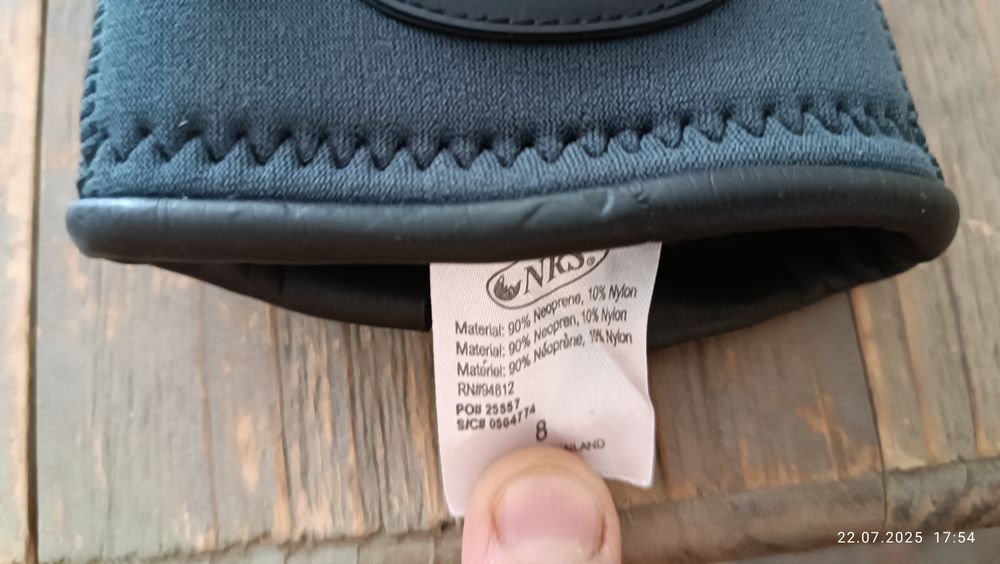 NRS®
Material: 90% Neoprene, 10% Nylon
Material: 90% Neopren, 10% Nylon
Matériel: 90% Néoprène, 10% Nylon
RN#94612
PO# 25557
S/C# 0504774
8
NLAND
22.07.2025 17:54